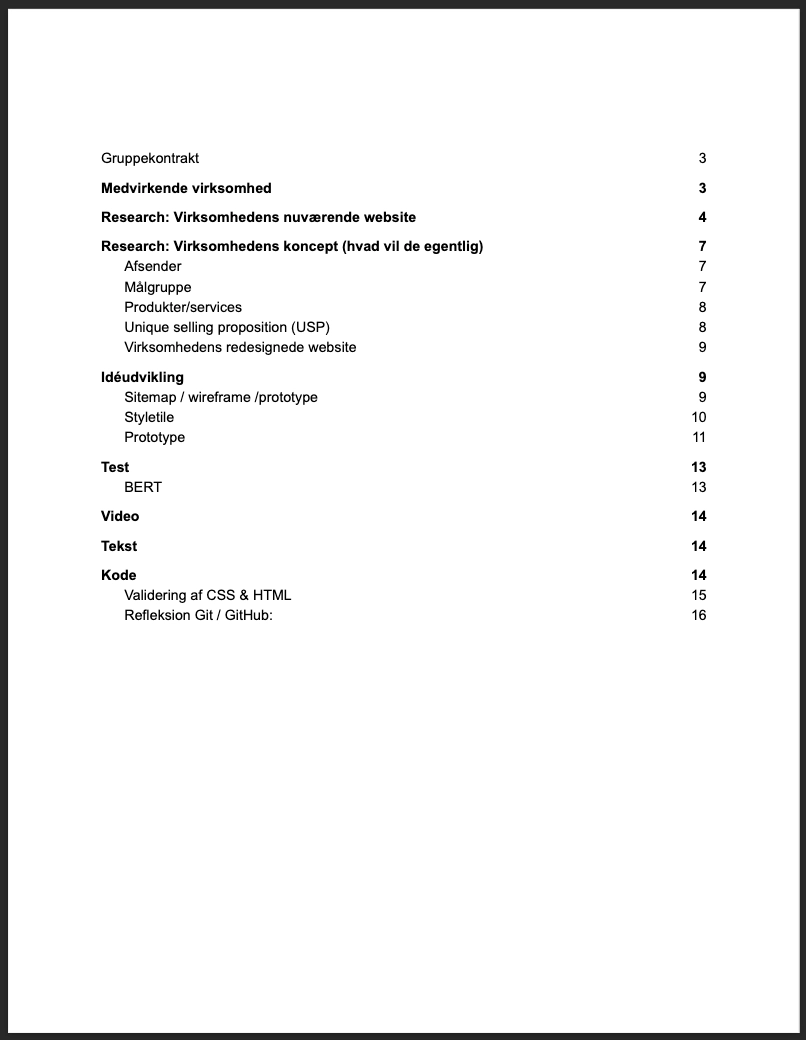 Gruppekontrakt 3
Medvirkende virksomhed 3
Research: Virksomhedens nuværende website 4
Research: Virksomhedens koncept (hvad vil de egentlig) 7
Afsender 7
Målgruppe 7
Produkter/services 8
Unique selling proposition (USP) 8
Virksomhedens redesignede website 9
Idéudvikling 9
Sitemap / wireframe /prototype 9
Styletile 10
Prototype 11
Test 13
BERT 13
Video 14
Tekst 14
Kode 14
Validering af CSS & HTML 15
Refleksion Git / GitHub: 16